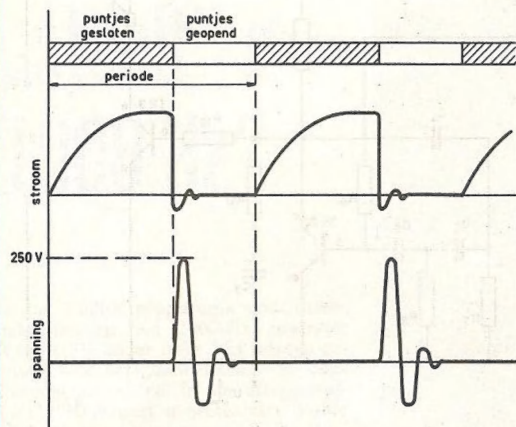 puntjes
gesloten
puntjes
geopend
periode
stroom
250 V
spanning